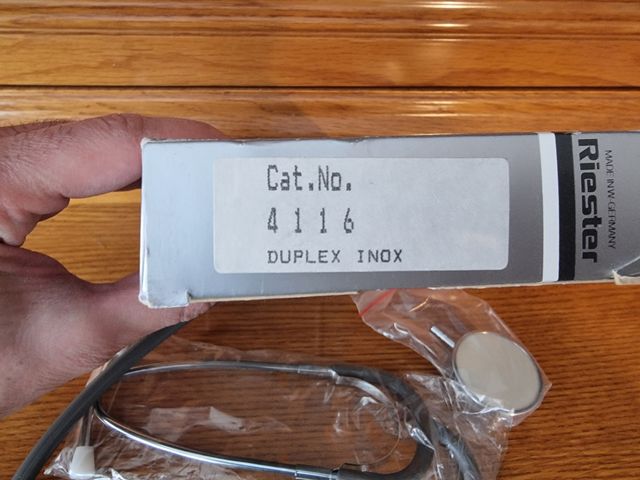 Cat.No.
4116
DUPLEX INOX
Riester
MADE IN W.-GERMANY